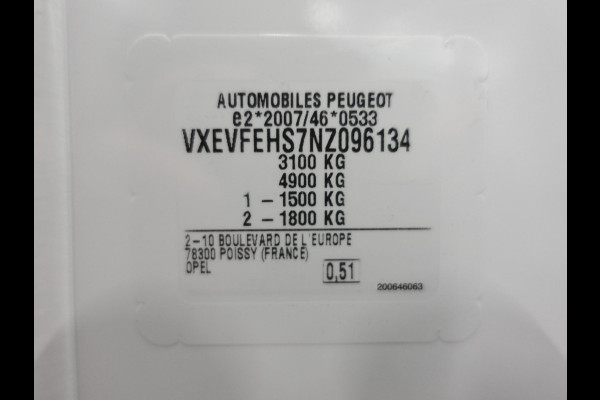 AUTOMOBILES PEUGEOT
e2*2007/46*0533
VXEVFEHS7NZ096134
3100 KG
4900 KG
1 – 1500 KG
2 – 1800 KG
2–10 BOULEVARD DE L'EUROPE
78300 POISSY (FRANCE)
OPEL 0,51
200646063